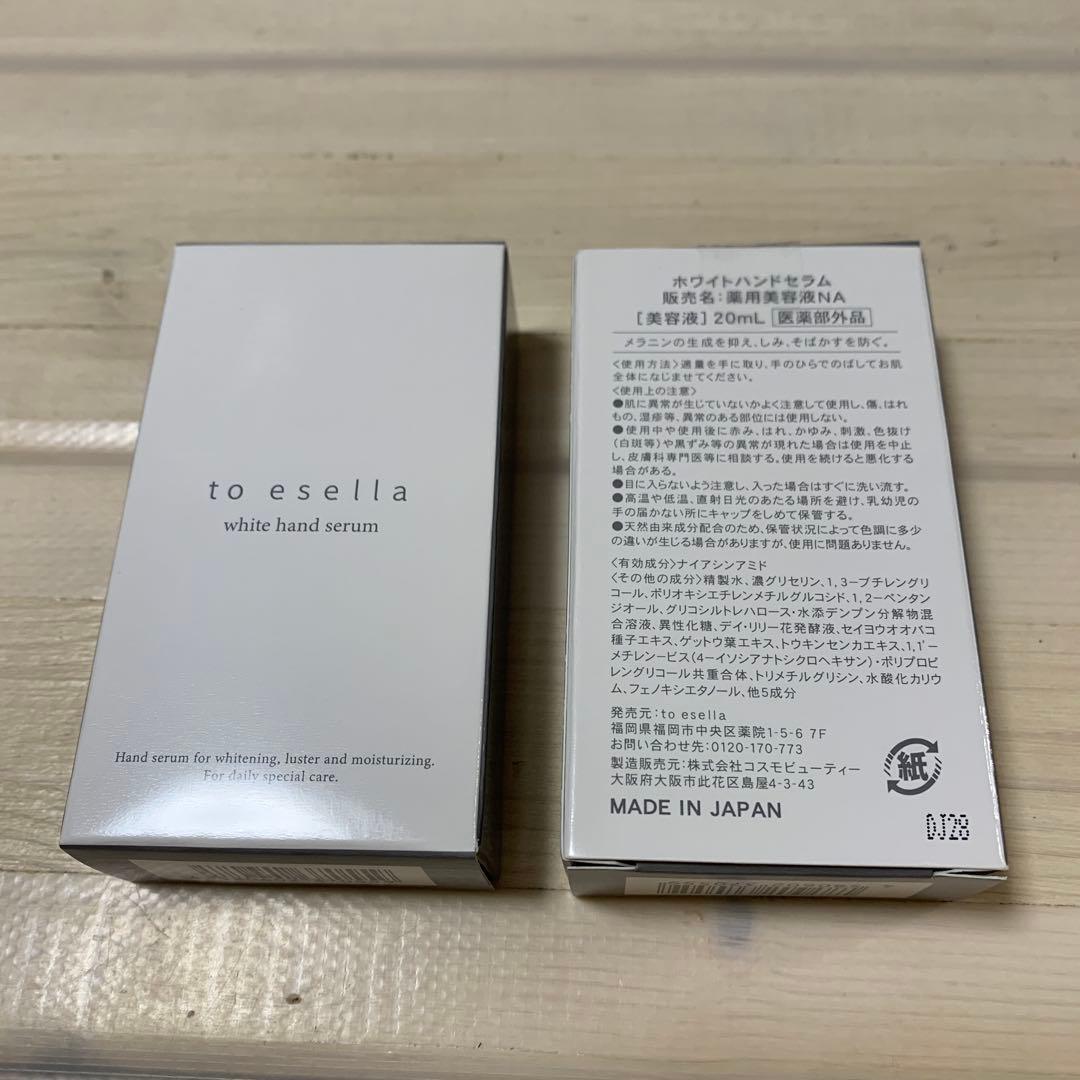 to esella
white hand serum
Hand serum for whitening, luster and moisturizing.
For daily special care.
ホワイトハンドセラム
販売名:薬用美容液NA
[美容液]20mL 医薬部外品
メラニンの生成を抑え、しみ、そばかすを防ぐ。
〈使用方法〉適量を手に取り、手のひらでのばしてお肌
全体になじませてください。
〈使用上の注意〉
●肌に異常が生じていないかよく注意して使用し、傷、はれ
もの、湿疹等、異常のある部位には使用しない。
●使用中や使用後に赤み、はれ、かゆみ、刺激、色抜け
(白斑等)や黒ずみ等の異常が現れた場合は使用を中止
し、皮膚科専門医等に相談する。使用を続けると悪化する
場合がある。
●目に入らないよう注意し、入った場合はすぐに洗い流す。
●高温や低温、直射日光のあたる場所を避け、乳幼児の
手の届かない所にキャップをしめて保管する。
●天然由来成分配合のため、保管状況によって色調に多少
の違いが生じる場合がありますが、使用に問題ありません。
〈有効成分〉ナイアシンアミド
〈その他の成分〉精製水、濃グリセリン、1,3-ブチレングリ
コール、ポリオキシエチレンメチルグルコシド、1,2-ペンタン
ジオール、グリコシルトレハロース・水添デンプン分解物混
合溶液、異性化糖、デイ・リリー花発酵液、セイヨウオオバコ
種子エキス、ゲットウ葉エキス、トウキンセンカエキス、1,1'-
メチレン-ビス(4-イソシアナトシクロヘキサン)・ポリプロピ
レングリコール共重合体、トリメチルグリシン、水酸化カリウ
ム、フェノキシエタノール、他5成分
発売元:to esella
福岡県福岡市中央区薬院1-5-6 7F
お問い合わせ先:0120-170-773
製造販売元:株式会社コスモビューティー
大阪府大阪市此花区島屋4-3-43
MADE IN JAPAN
紙
DJ28